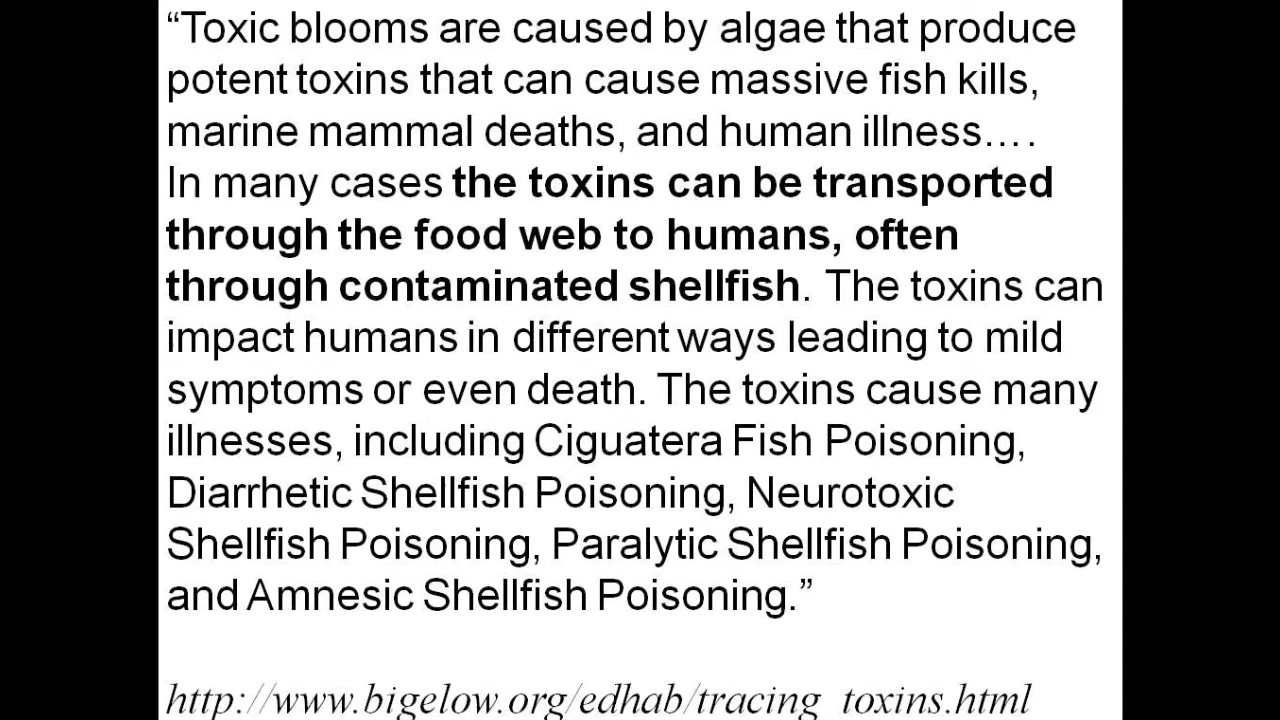 “Toxic blooms are caused by algae that produce
potent toxins that can cause massive fish kills,
marine mammal deaths, and human illness….
In many cases the toxins can be transported
through the food web to humans, often
through contaminated shellfish. The toxins can
impact humans in different ways leading to mild
symptoms or even death. The toxins cause many
illnesses, including Ciguatera Fish Poisoning,
Diarrhetic Shellfish Poisoning, Neurotoxic
Shellfish Poisoning, Paralytic Shellfish Poisoning,
and Amnesic Shellfish Poisoning.”
http://www.bigelow.org/edhab/tracing_toxins.html